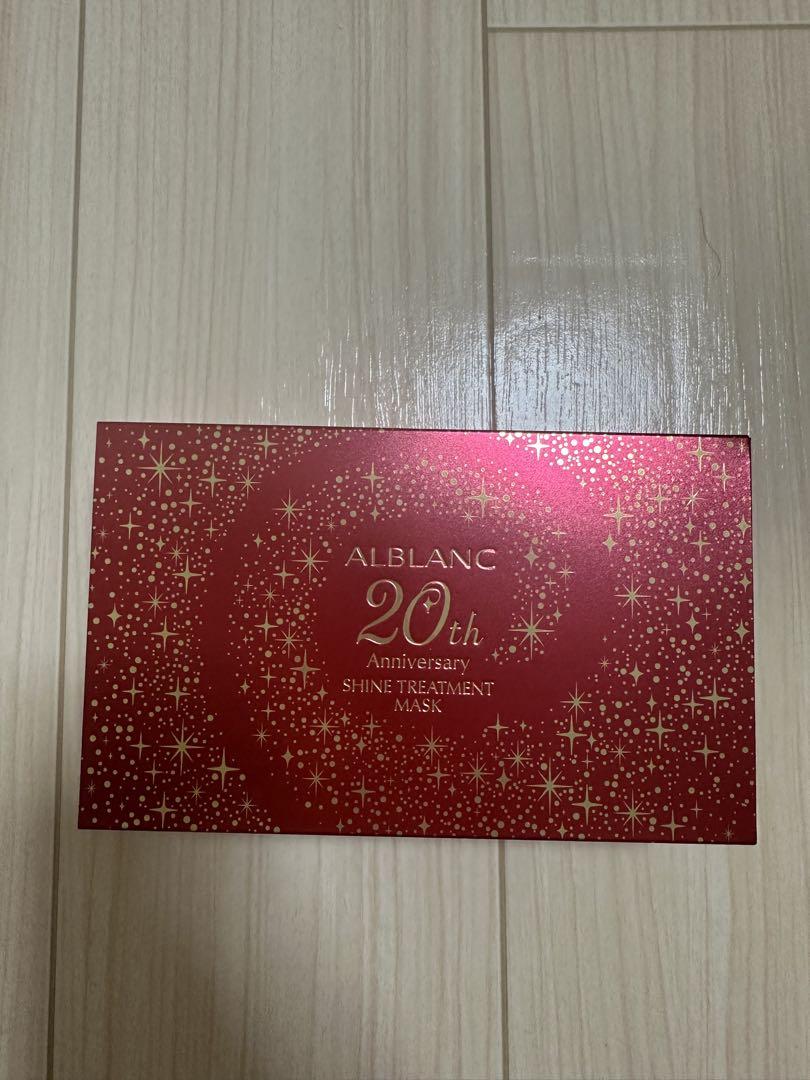 ALBLANC
20th
Anniversary
SHINE TREATMENT
MASK